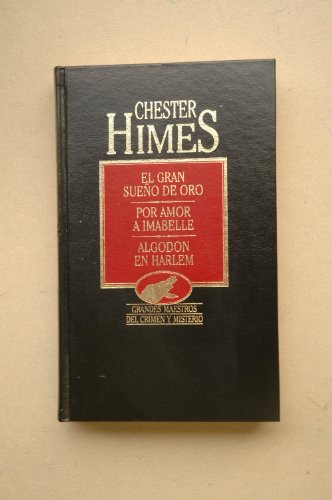 CHESTER
HIMES
EL GRAN
SUEÑO DE ORO
POR AMOR
A IMABELLE
ALGODON
EN HARLEM
GRANDES MAESTROS
DEL CRIMEN Y MISTERIO